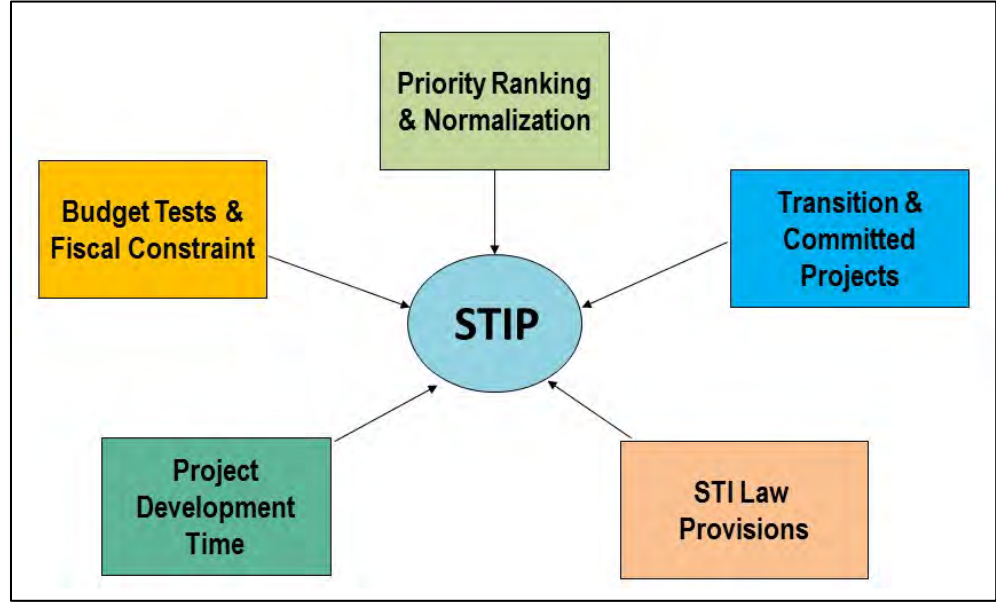 Priority Ranking
& Normalization
Budget Tests &
Fiscal Constraint
Transition &
Committed
Projects
STIP
Project
Development
Time
STI Law
Provisions